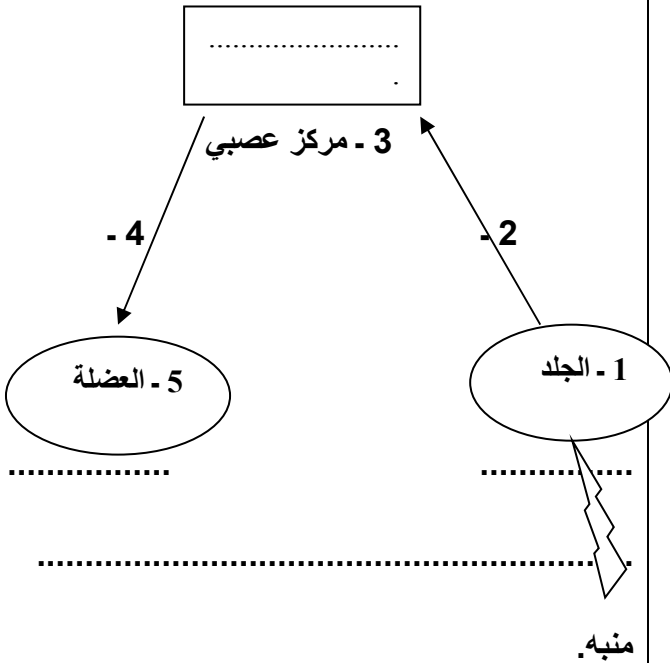 ........................
.
3 - مركز عصبي
4 -
2 -
5 - العضلة
1 - الجلد
.................
................
..............................................................
منبه.